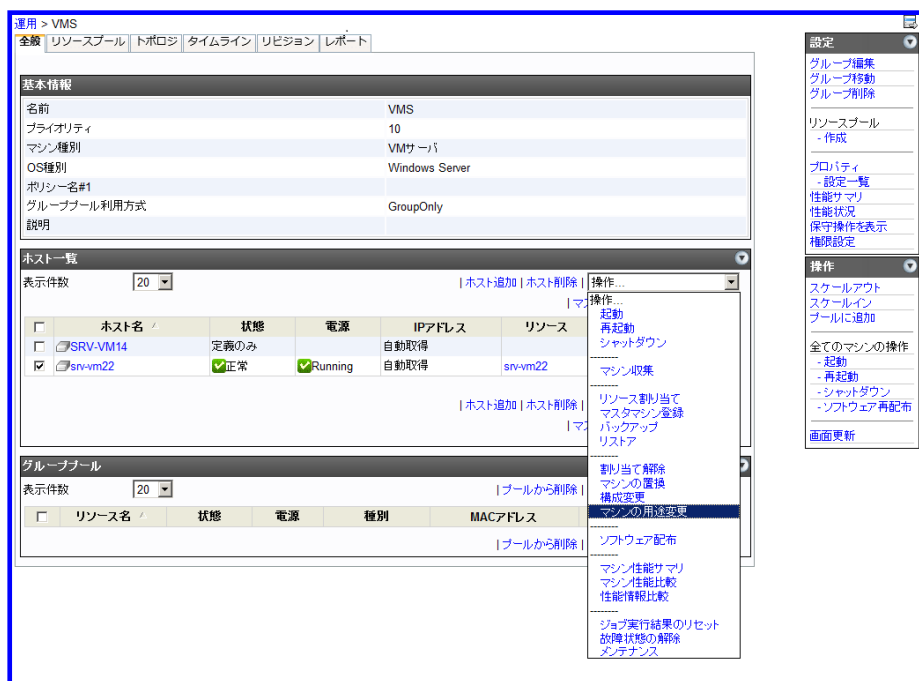 運用 > VMS
全般 リソースプール トポロジ タイムライン リビジョン レポート
基本情報
名前 VMS
プライオリティ 10
マシン種別 VMサーバ
OS種別 Windows Server
ポリシー名#1
グループプール利用方式 GroupOnly
説明
ホスト一覧
表示件数 20 | ホスト追加 | ホスト削除 | 操作...
| マ
ホスト名 状態 電源 IPアドレス リソース
SRV-VM14 定義のみ 自動取得
srv-vm22 正常 Running 自動取得 srv-vm22
| ホスト追加 | ホスト削除 |
| マ
グループプール
表示件数 20 | プールから削除 |
リソース名 状態 電源 種別 MACアドレス
| プールから削除 |
操作...
起動
再起動
シャットダウン
--------
マシン収集
--------
リソース割り当て
マスタマシン登録
バックアップ
リストア
--------
割り当て解除
マシンの置換
構成変更
マシンの用途変更
--------
ソフトウェア配布
--------
マシン性能サマリ
マシン性能比較
性能情報比較
--------
ジョブ実行結果のリセット
故障状態の解除
メンテナンス
設定
グループ編集
グループ移動
グループ削除
リソースプール
- 作成
プロパティ
- 設定一覧
性能サマリ
性能状況
保守操作を表示
権限設定
操作
スケールアウト
スケールイン
プールに追加
全てのマシンの操作
- 起動
- 再起動
- シャットダウン
- ソフトウェア再配布
画面更新